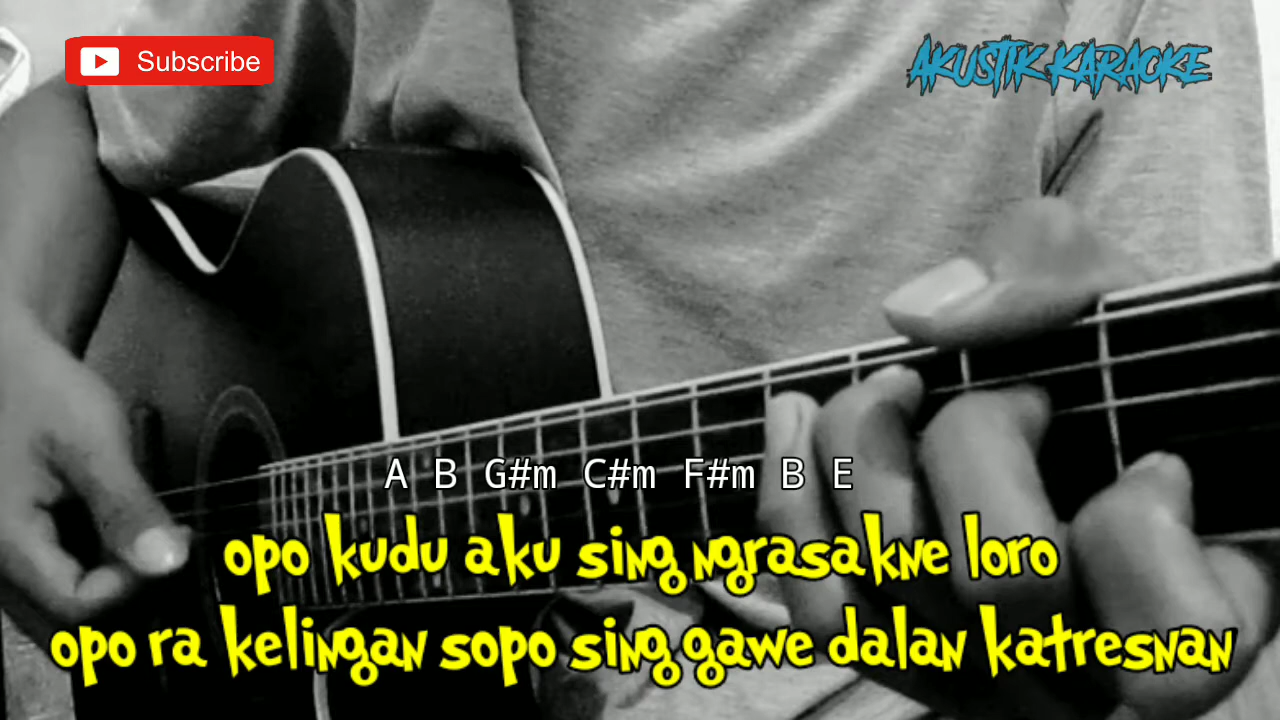 Subscribe
AKUSTIK KARAOKE
A B G#m C#m F#m B E
opo kudu aku sing ngrasakne loro
opo ra kelingan sopo sing gawe dalan katresnan